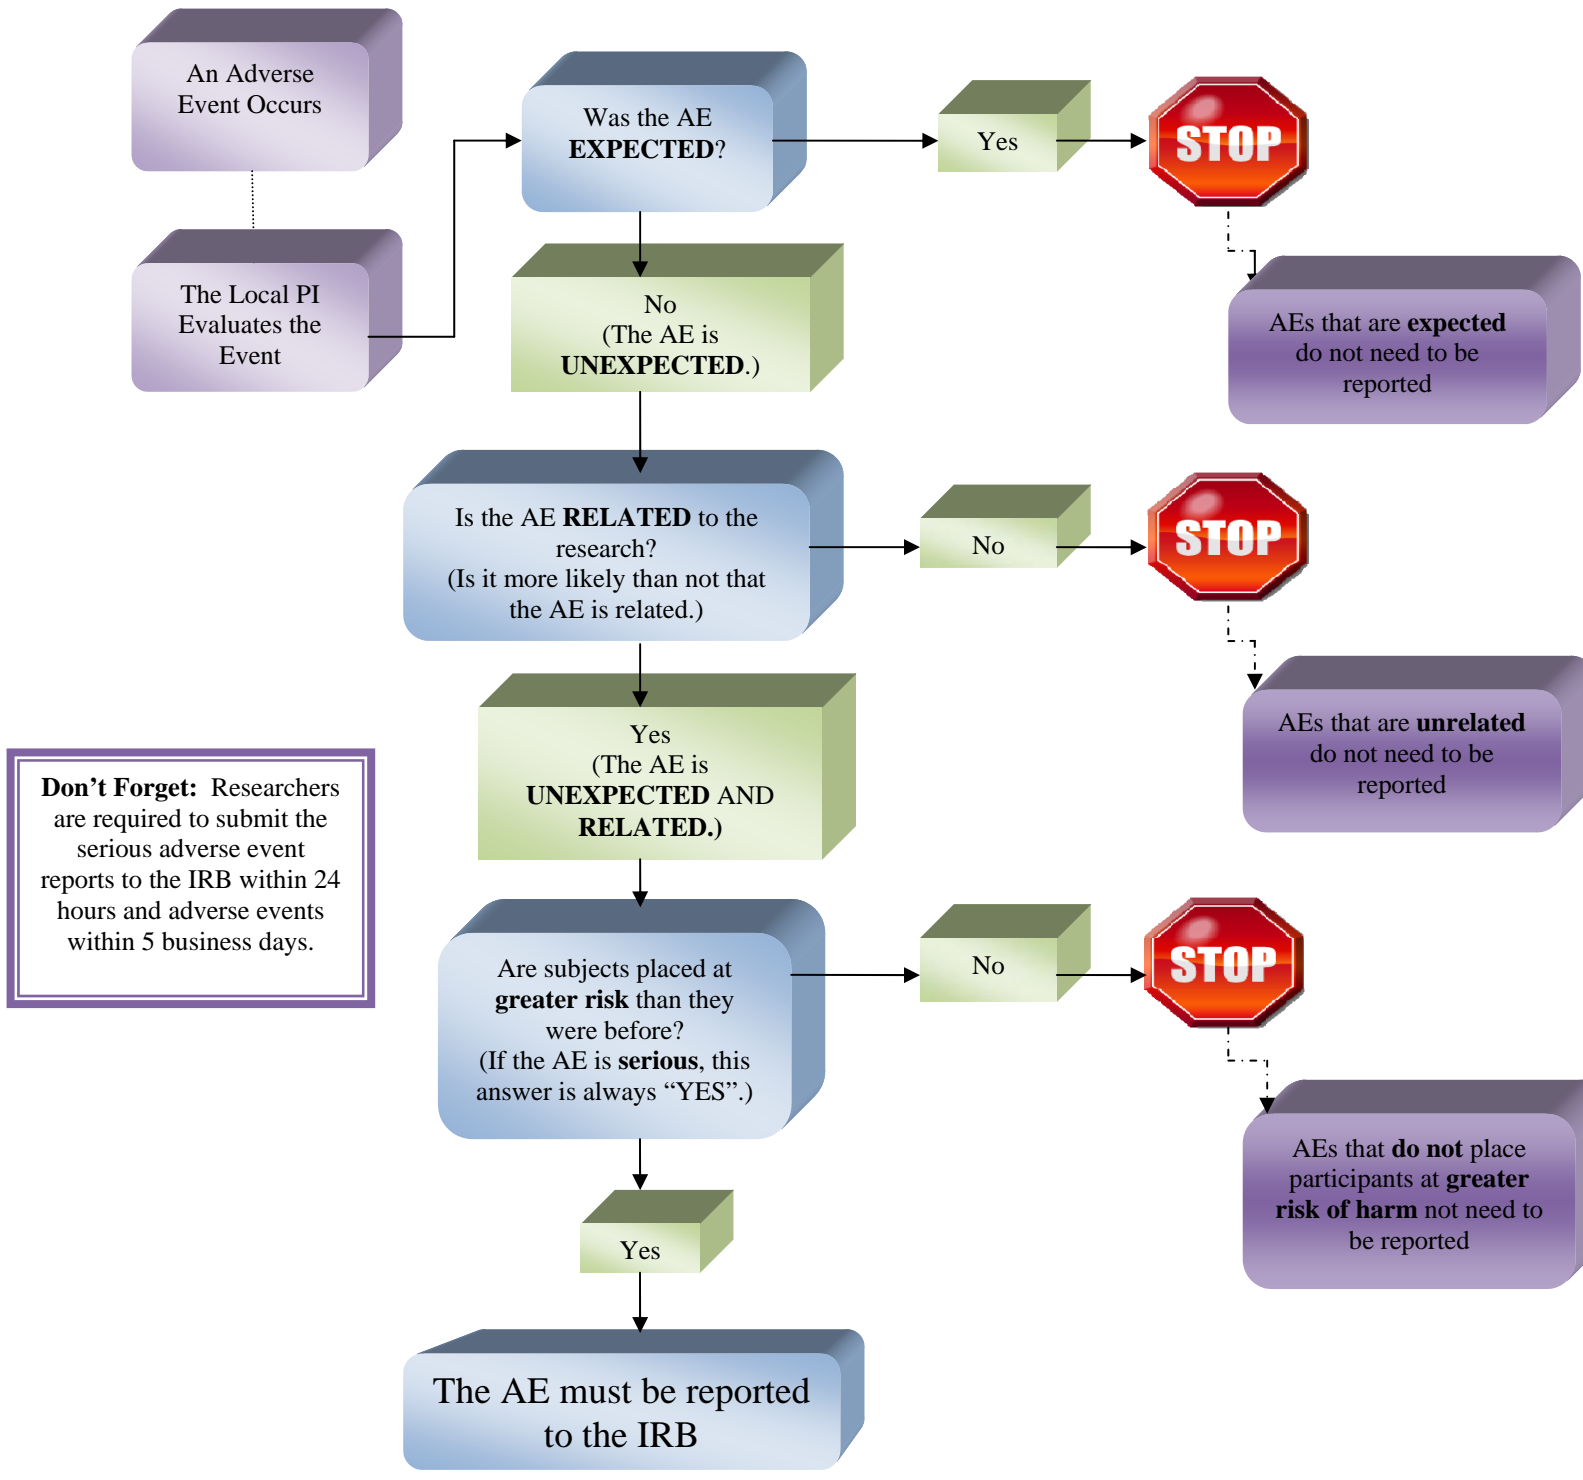 An Adverse
Event Occurs
The Local PI
Evaluates the
Event
Was the AE
EXPECTED?
Yes
STOP
AEs that are expected
do not need to be
reported
No
(The AE is
UNEXPECTED.)
Is the AE RELATED to the
research?
(Is it more likely than not that
the AE is related.)
No
STOP
AEs that are unrelated
do not need to be
reported
Yes
(The AE is
UNEXPECTED AND
RELATED.)
Don’t Forget: Researchers
are required to submit the
serious adverse event
reports to the IRB within 24
hours and adverse events
within 5 business days.
Are subjects placed at
greater risk than they
were before?
(If the AE is serious, this
answer is always “YES”.)
No
STOP
AEs that do not place
participants at greater
risk of harm not need to
be reported
Yes
The AE must be reported
to the IRB